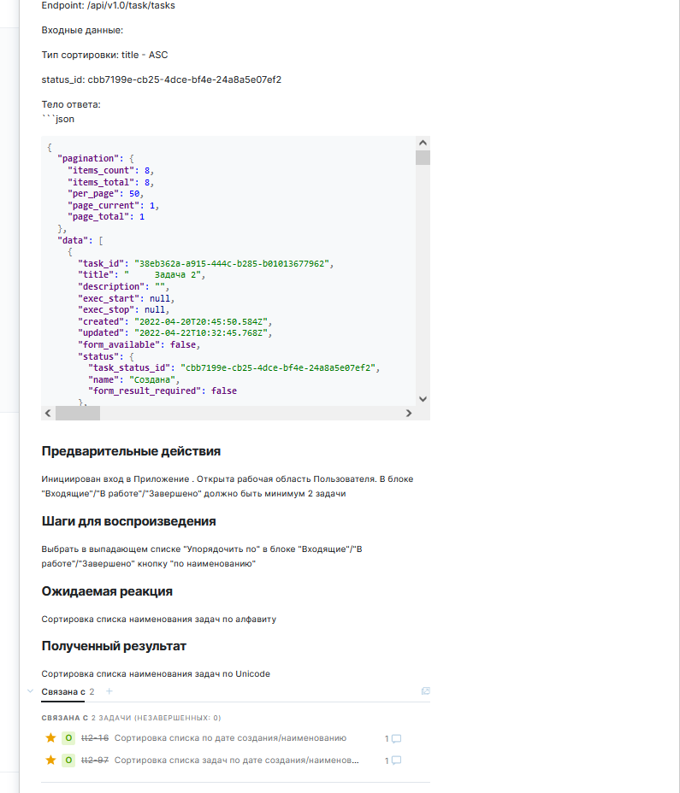 Endpoint: /api/v1.0/task/tasks
Входные данные:
Тип сортировки: title - ASC
status_id: cbb7199e-cb25-4dce-bf4e-24a8a5e07ef2
Тело ответа:
```json
{
"pagination": {
"items_count": 8,
"items_total": 8,
"per_page": 50,
"page_current": 1,
"page_total": 1
},
"data": [
{
"task_id": "38eb362a-a915-444c-b285-b01013677962",
"title": "    Задача 2",
"description": "",
"exec_start": null,
"exec_stop": null,
"created": "2022-04-20T20:45:50.584Z",
"updated": "2022-04-22T10:32:45.768Z",
"form_available": false,
"status": {
"task_status_id": "cbb7199e-cb25-4dce-bf4e-24a8a5e07ef2",
"name": "Создана",
"form_result_required": false
},
Предварительные действия
Инициирован вход в Приложение . Открыта рабочая область Пользователя. В блоке
"Входящие"/"В работе"/"Завершено" должно быть минимум 2 задачи
Шаги для воспроизведения
Выбрать в выпадающем списке "Упорядочить по" в блоке "Входящие"/"В
работе"/"Завершено" кнопку "по наименованию"
Ожидаемая реакция
Сортировка списка наименования задач по алфавиту
Полученный результат
Сортировка списка наименования задач по Unicode
Связана с 2 +
СВЯЗАНА С 2 ЗАДАЧИ (НЕЗАВЕРШЕННЫХ: 0)
O tt2-16 Сортировка списка по дате создания/наименованию 1
O tt2-97 Сортировка списка задач по дате создания/наименов... 1